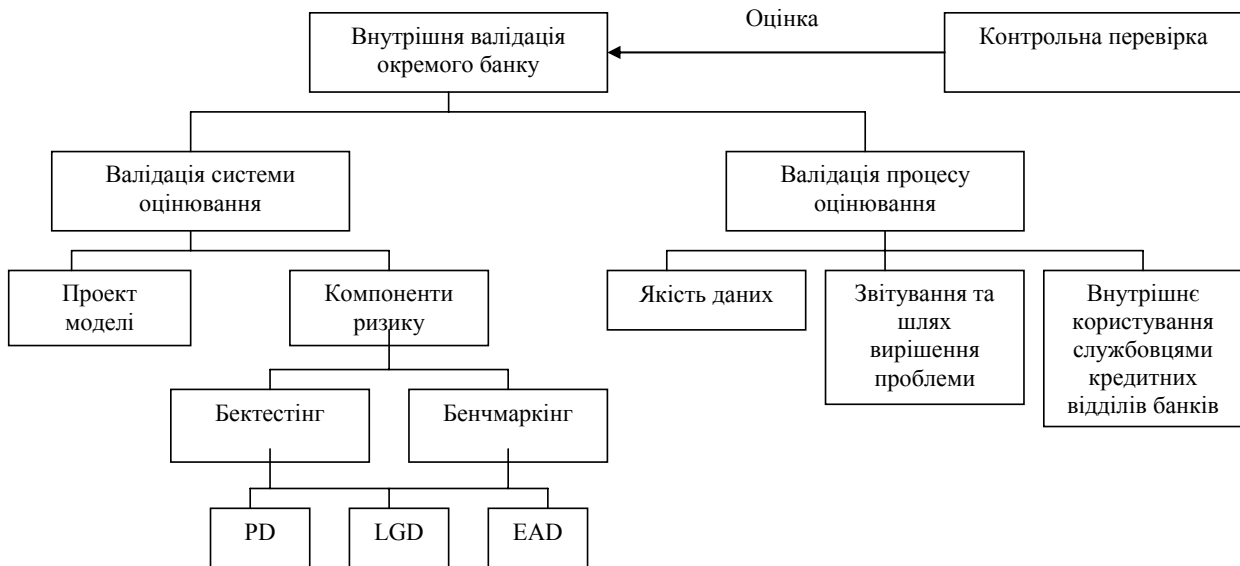 Оцінка
Внутрішня валідація
окремого банку
Контрольна перевірка
Валідація системи
оцінювання
Валідація процесу
оцінювання
Проект
моделі
Компоненти
ризику
Якість даних
Звітування та
шлях
вирішення
проблеми
Внутрішнє
користування
службовцями
кредитних
відділів банків
Бектестінг
Бенчмаркінг
PD
LGD
EAD